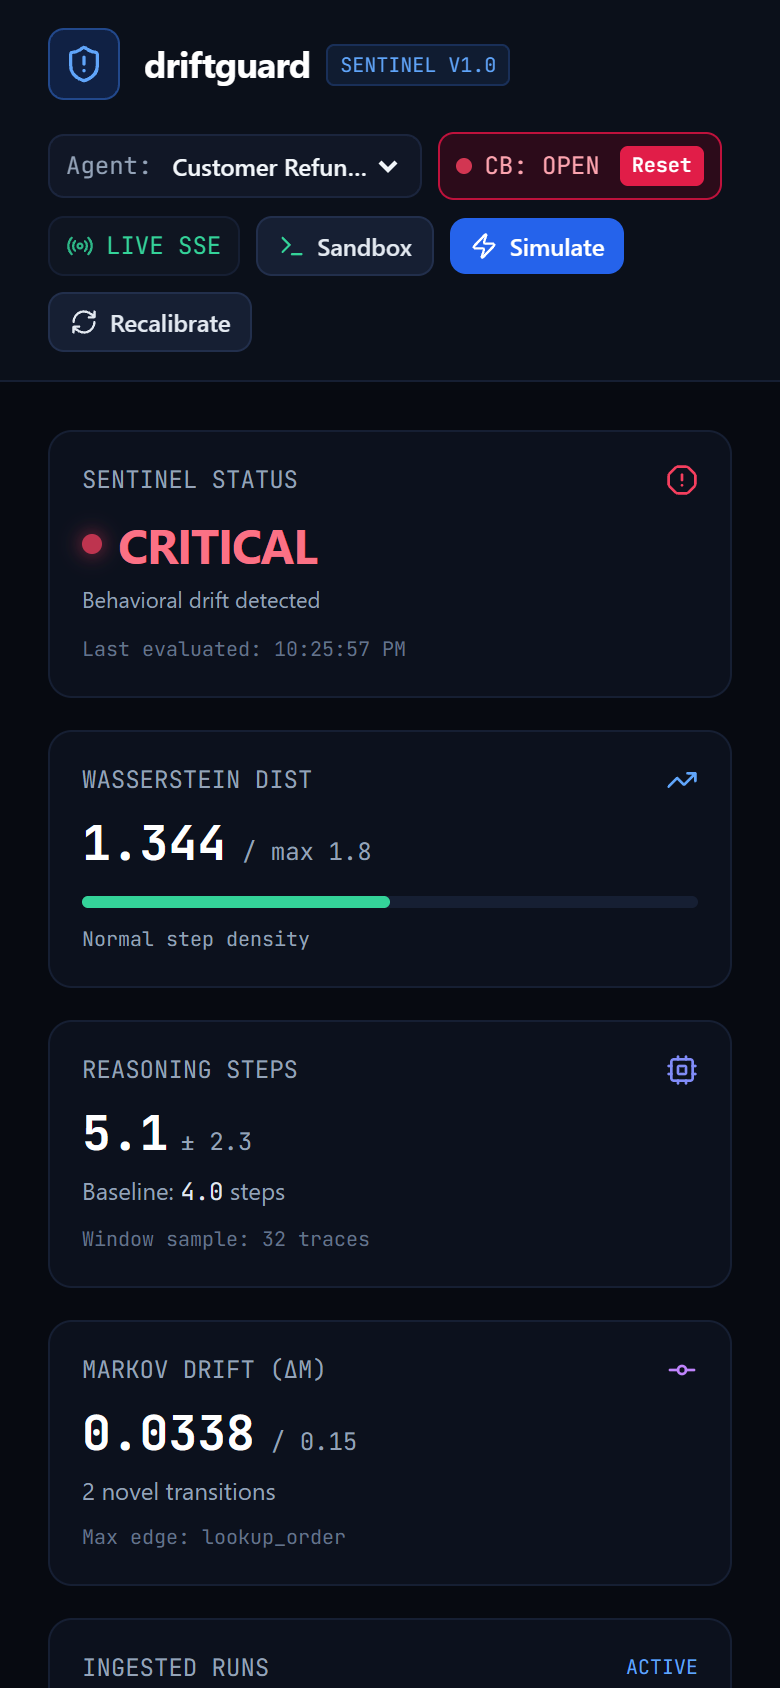 driftguard SENTINEL V1.0
Agent: Customer Refun... CB: OPEN Reset
LIVE SSE Sandbox Simulate
Recalibrate
SENTINEL STATUS
CRITICAL
Behavioral drift detected
Last evaluated: 10:25:57 PM
WASSERSTEIN DIST
1.344 / max 1.8
Normal step density
REASONING STEPS
5.1 ± 2.3
Baseline: 4.0 steps
Window sample: 32 traces
MARKOV DRIFT (ΔM)
0.0338 / 0.15
2 novel transitions
Max edge: lookup_order
INGESTED RUNS ACTIVE